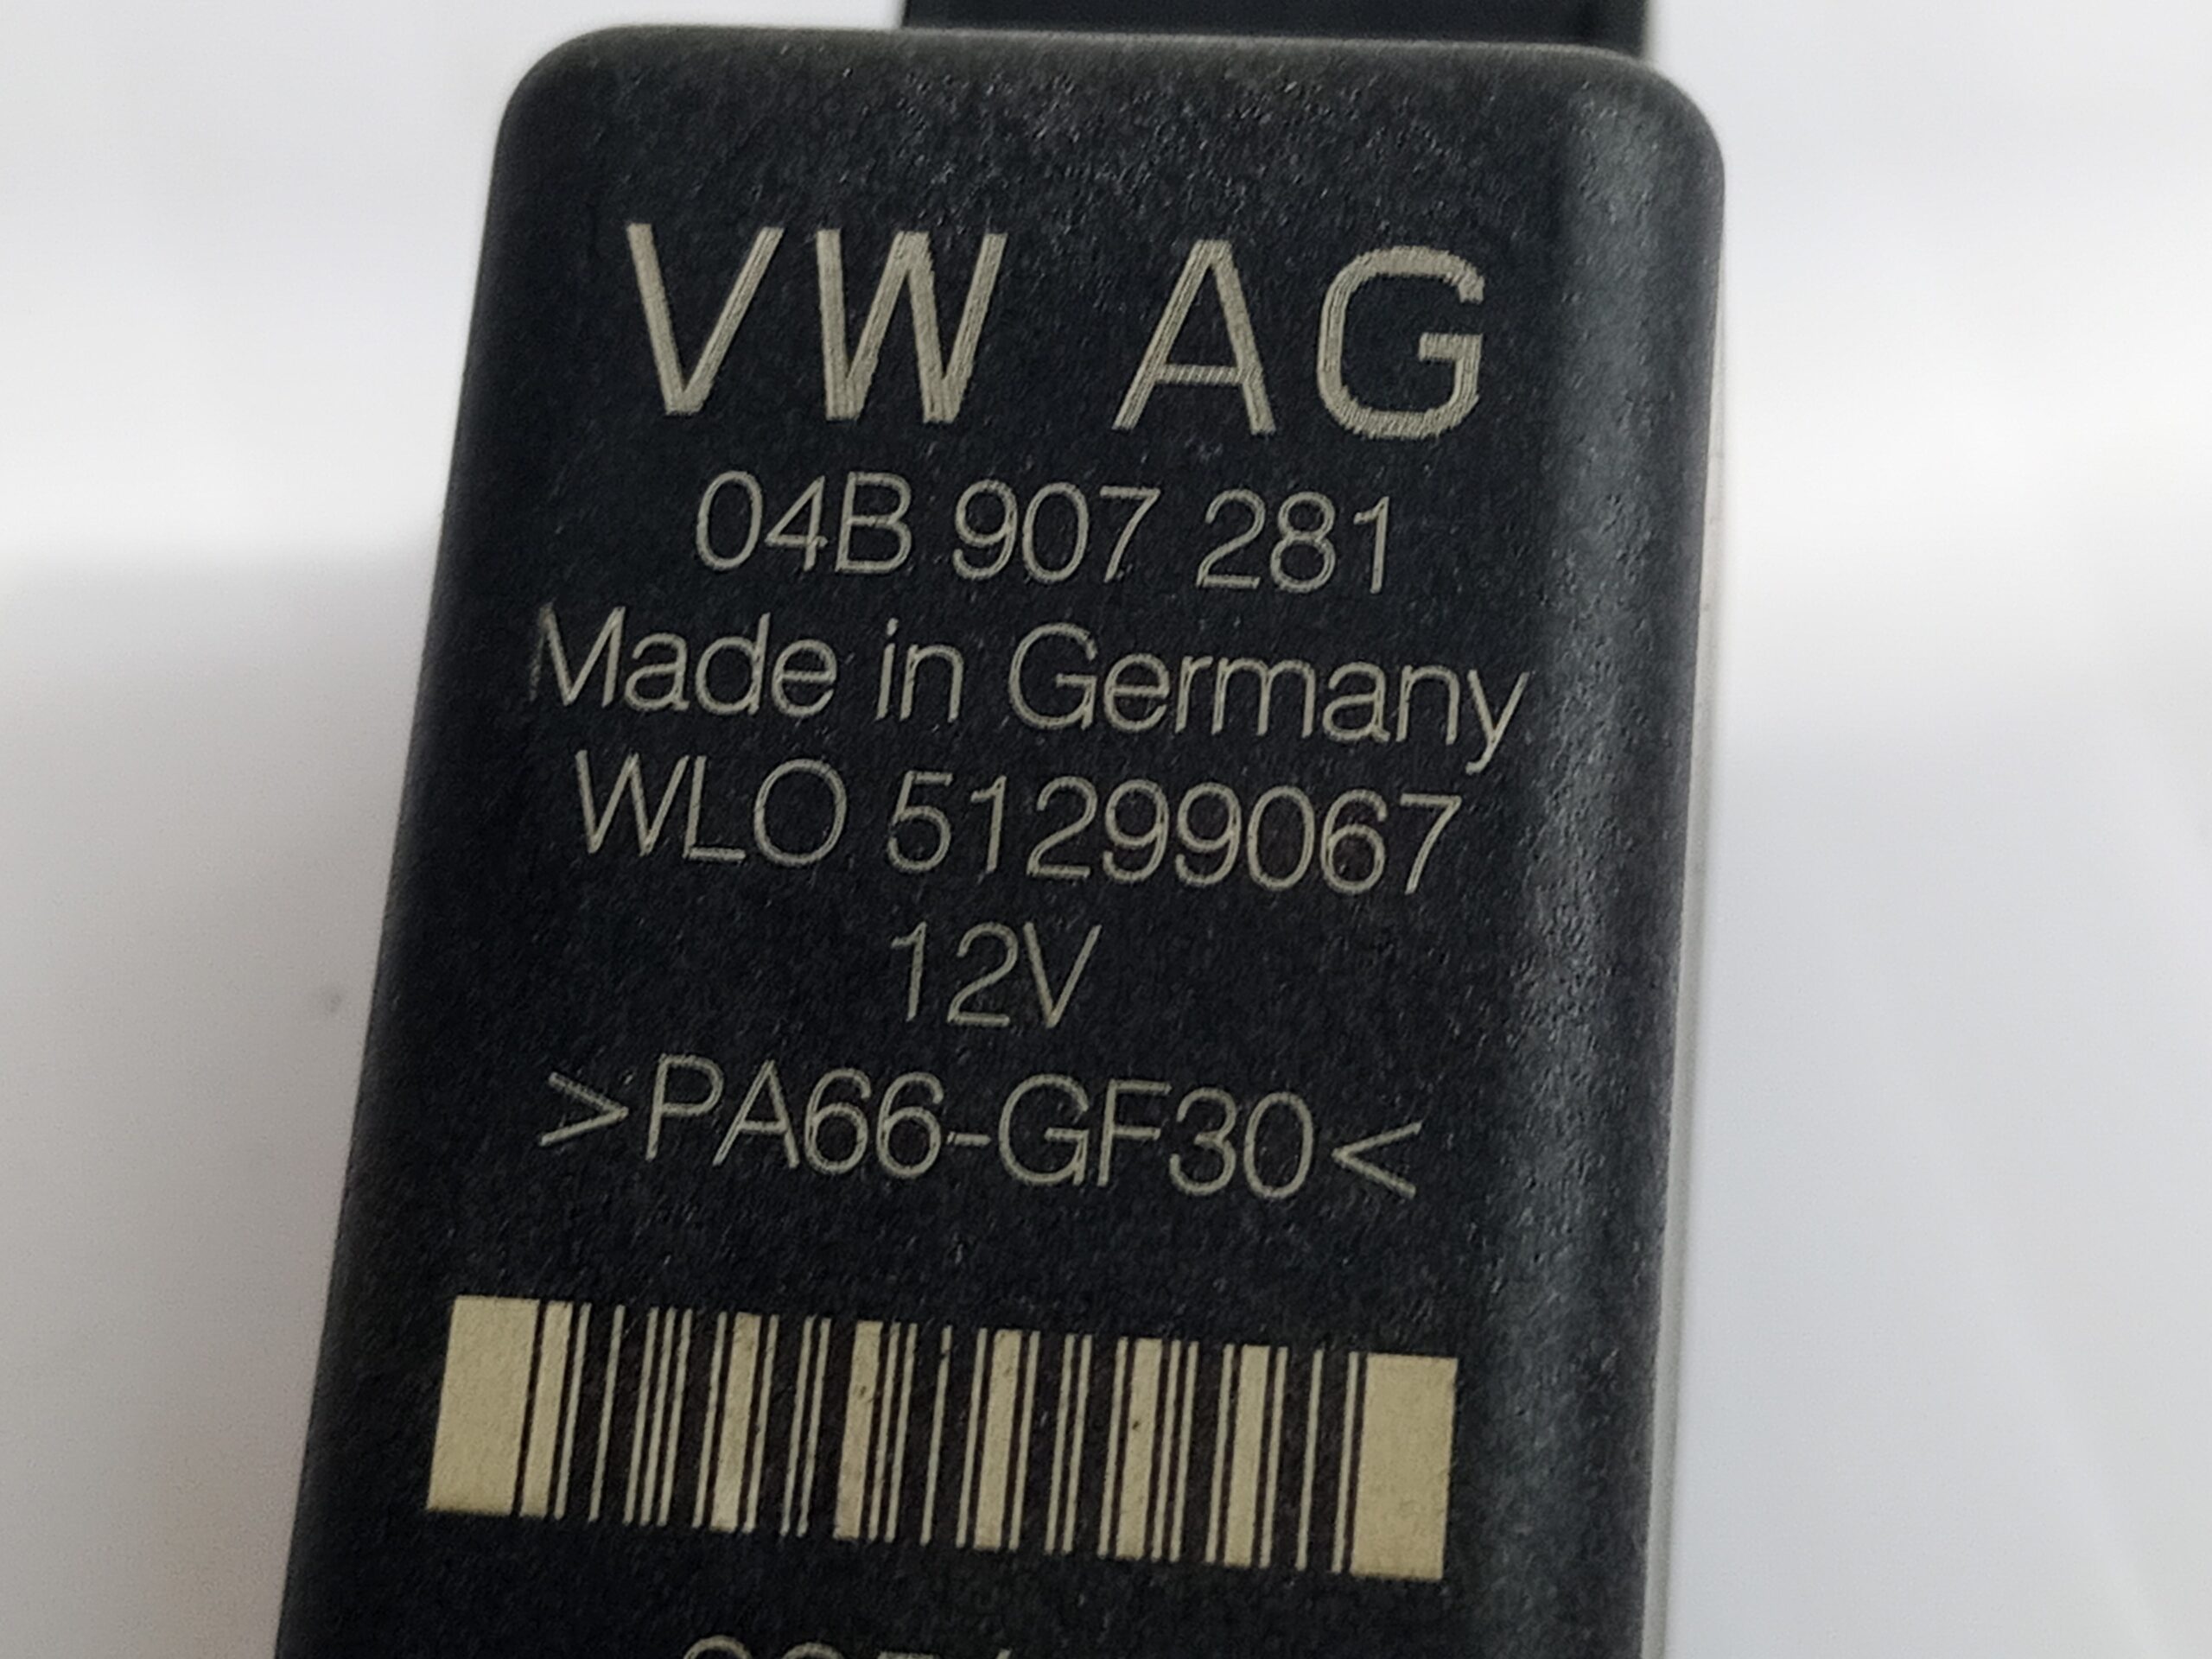 VW AG
04B 907 281
Made in Germany
WLO 51299067
12V
>PA66-GF30<